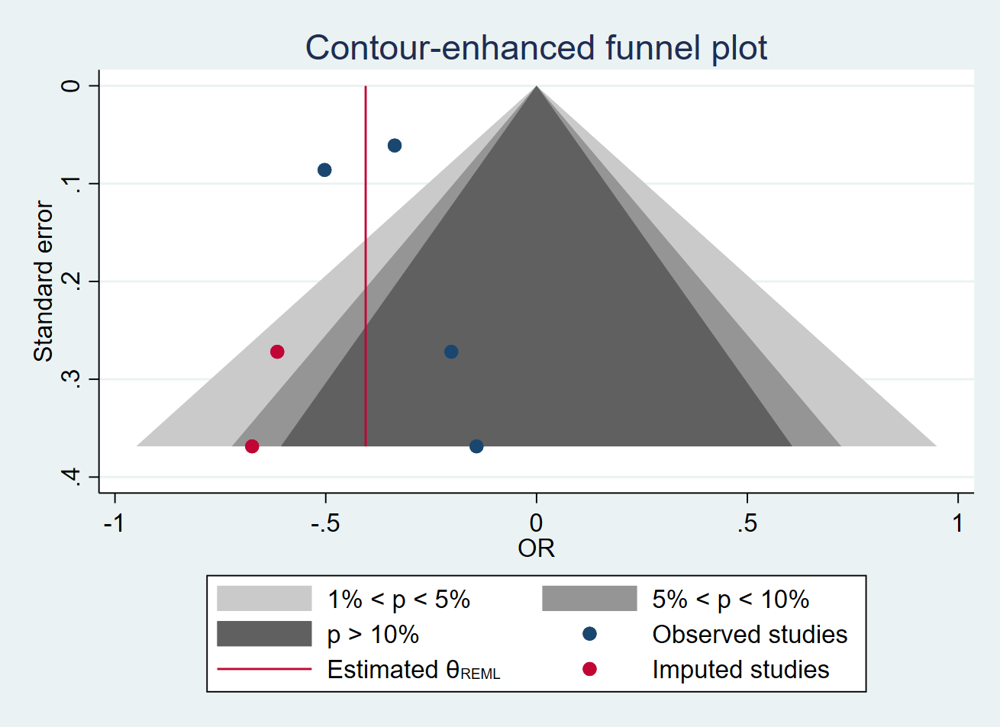 Contour-enhanced funnel plot
0
.1
.2
.3
.4
Standard error
-1 -.5 0 .5 1
OR
1% < p < 5% 5% < p < 10%
p > 10% Observed studies
Estimated θREML Imputed studies